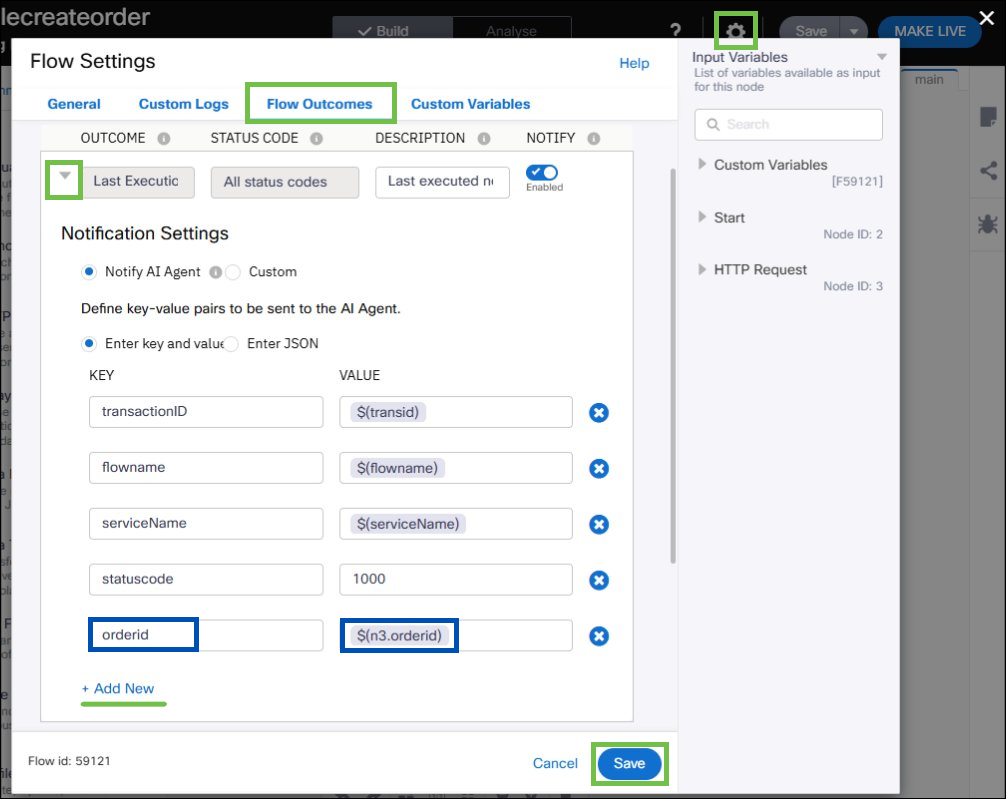 lecreateorder
Build
Analyse
?
Save
MAKE LIVE
Flow Settings
Help
General
Custom Logs
Flow Outcomes
Custom Variables
OUTCOME
STATUS CODE
DESCRIPTION
NOTIFY
Last Executic
All status codes
Last executed no
Enabled
Notification Settings
Notify AI Agent
Custom
Define key-value pairs to be sent to the AI Agent.
Enter key and value
Enter JSON
KEY
VALUE
transactionID
$(transid)
flowname
$(flowname)
serviceName
$(serviceName)
statuscode
1000
orderid
$(n3.orderid)
+ Add New
Flow id: 59121
Cancel
Save
Input Variables
List of variables available as input
for this node
Search
Custom Variables
[F59121]
Start
Node ID: 2
HTTP Request
Node ID: 3
main